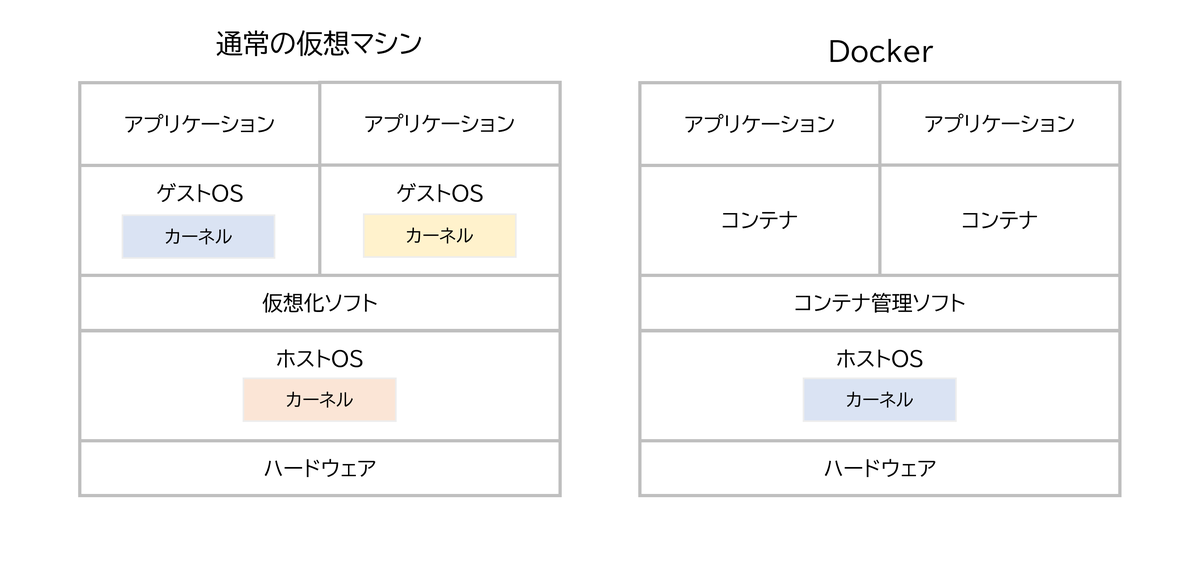 通常の仮想マシン
アプリケーション
アプリケーション
ゲストOS
カーネル
ゲストOS
カーネル
仮想化ソフト
ホストOS
カーネル
ハードウェア
Docker
アプリケーション
アプリケーション
コンテナ
コンテナ
コンテナ管理ソフト
ホストOS
カーネル
ハードウェア